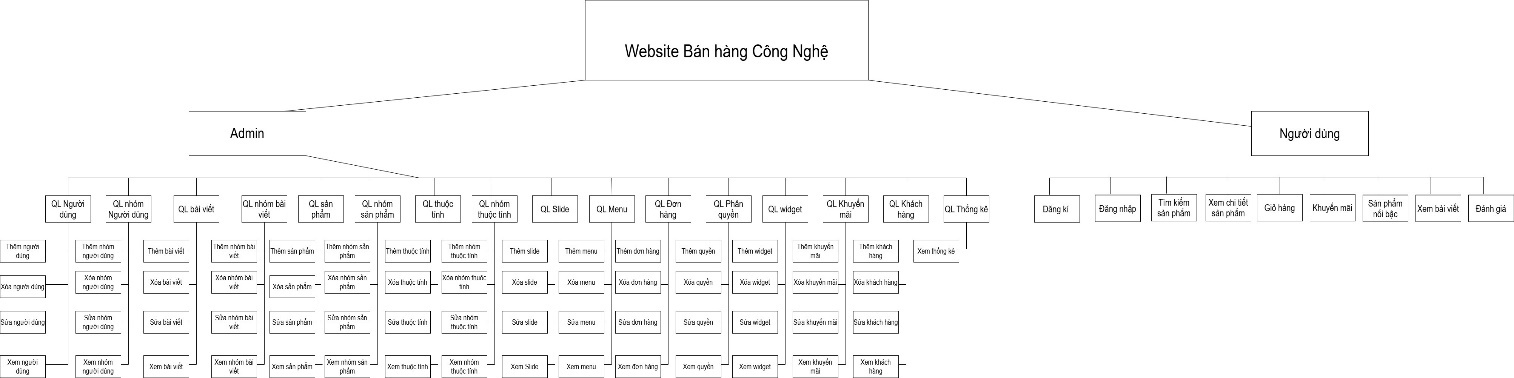 Website Bán hàng Công Nghệ
Admin
Người dùng
QL Người
dùng
QL nhóm
Người dùng
QL bài viết
QL nhóm bài
viết
QL sản
phẩm
QL nhóm
sản phẩm
QL thuộc
tính
QL nhóm
thuộc tính
QL Slide
QL Menu
QL Đơn
hàng
QL Phân
quyền
QL widget
QL Khuyến
mãi
QL Khách
hàng
QL Thống kê
Đăng kí
Đăng nhập
Tìm kiếm
sản phẩm
Xem chi tiết
sản phẩm
Giỏ hàng
Khuyến mãi
Sản phẩm
nổi bậc
Xem bài viết
Đánh giá
Thêm người
dùng
Thêm nhóm
người dùng
Thêm bài viết
Thêm nhóm bài
viết
Thêm sản phẩm
Thêm nhóm sản
phẩm
Thêm thuộc tính
Thêm nhóm
thuộc tính
Thêm slide
Thêm menu
Thêm đơn hàng
Thêm quyền
Thêm widget
Thêm khuyến
mãi
Thêm khách
hàng
Xem thống kê
Xóa người dùng
Xóa nhóm
người dùng
Xóa bài viết
Xóa nhóm bài
viết
Xóa sản phẩm
Xóa nhóm sản
phẩm
Xóa thuộc tính
Xóa nhóm thuộc
tính
Xóa slide
Xóa menu
Xóa đơn hàng
Xóa quyền
Xóa widget
Xóa khuyến mãi
Xóa khách hàng
Sửa người dùng
Sửa nhóm
người dùng
Sửa bài viết
Sửa nhóm bài
viết
Sửa sản phẩm
Sửa nhóm sản
phẩm
Sửa thuộc tính
Sửa nhóm
thuộc tính
Sửa slide
Sửa menu
Sửa đơn hàng
Sửa quyền
Sửa widget
Sửa khuyến mãi
Sửa khách hàng
Xem người
dùng
Xem nhóm
người dùng
Xem bài viết
Xem nhóm bài
viết
Xem sản phẩm
Xem nhóm sản
phẩm
Xem thuộc tính
Xem nhóm
thuộc tính
Xem Slide
Xem menu
Xem đơn hàng
Xem quyền
Xem widget
Xem khuyến
mãi
Xem khách
hàng